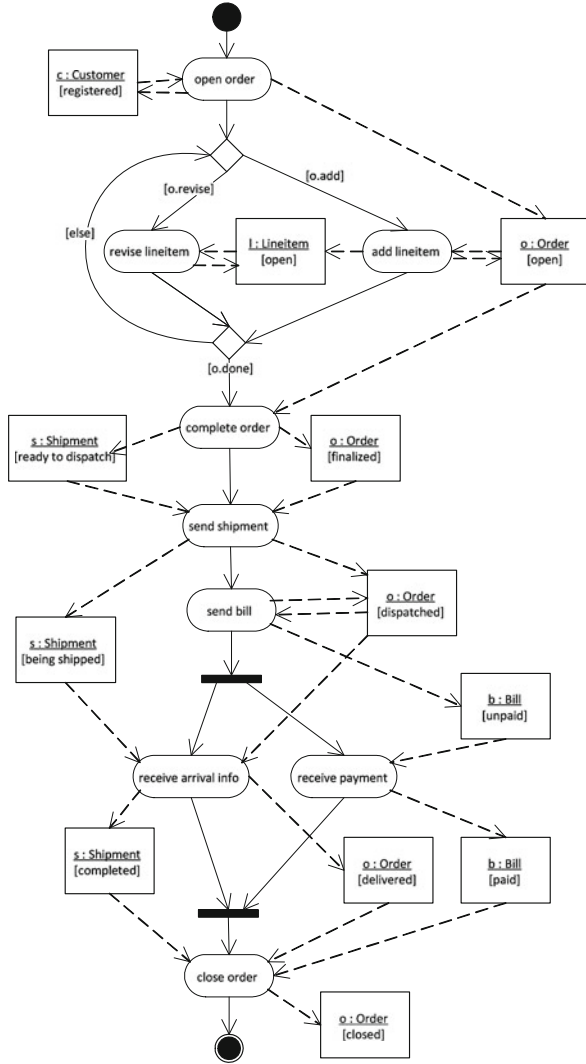 c : Customer
[registered]
open order
[o.revise]
[o.add]
[else]
revise lineitem
l : Lineitem
[open]
add lineitem
o : Order
[open]
[o.done]
complete order
s : Shipment
[ready to dispatch]
o : Order
[finalized]
send shipment
send bill
o : Order
[dispatched]
s : Shipment
[being shipped]
b : Bill
[unpaid]
receive arrival info
receive payment
s : Shipment
[completed]
o : Order
[delivered]
b : Bill
[paid]
close order
o : Order
[closed]